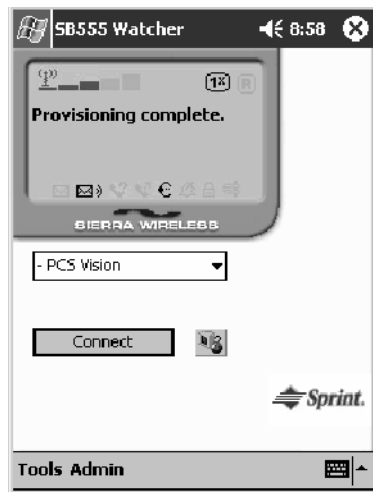 SB555 Watcher 8:58
1X R
Provisioning complete.
SIERRA WIRELESS
- PCS Vision
Connect
Sprint.
Tools Admin